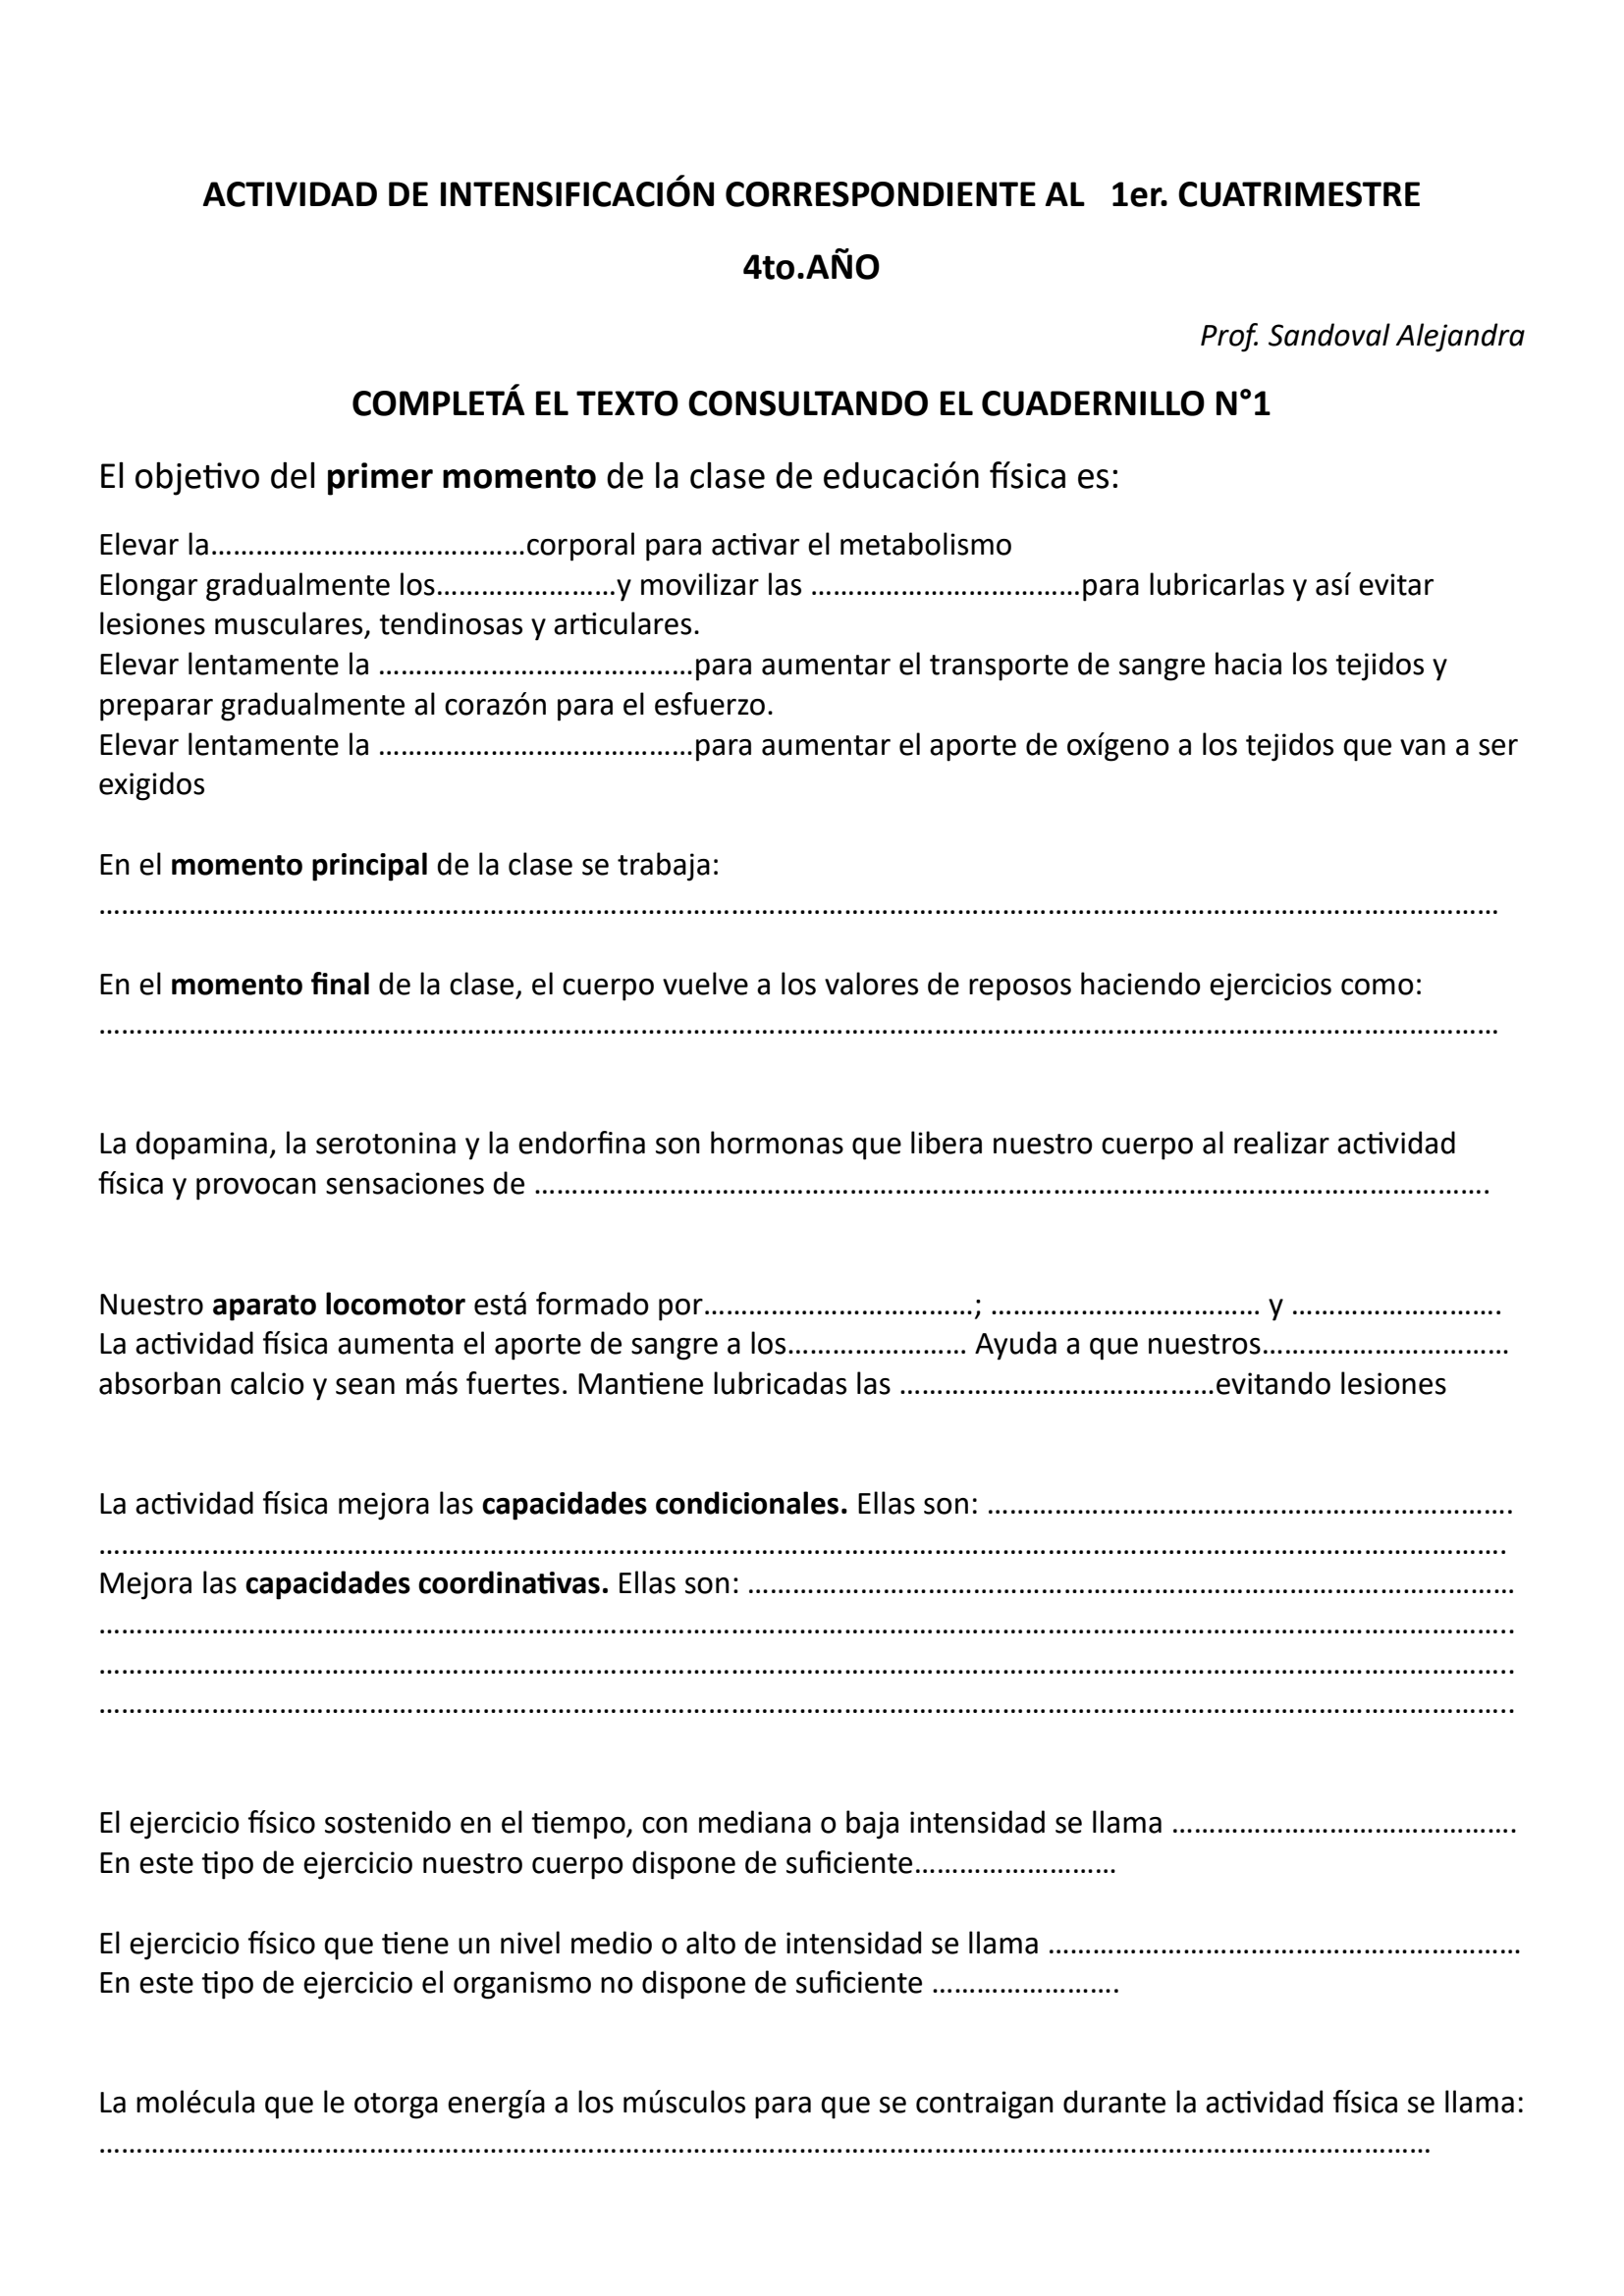 ACTIVIDAD DE INTENSIFICACIÓN CORRESPONDIENTE AL   1er. CUATRIMESTRE
4to.AÑO
Prof. Sandoval Alejandra
COMPLETÁ EL TEXTO CONSULTANDO EL CUADERNILLO N°1
El objetivo del primer momento de la clase de educación física es:
Elevar la……………………………………corporal para activar el metabolismo
Elongar gradualmente los……………………y movilizar las ………………………………para lubricarlas y así evitar
lesiones musculares, tendinosas y articulares.
Elevar lentamente la ……………………………………para aumentar el transporte de sangre hacia los tejidos y
preparar gradualmente al corazón para el esfuerzo.
Elevar lentamente la ……………………………………para aumentar el aporte de oxígeno a los tejidos que van a ser
exigidos
En el momento principal de la clase se trabaja:
……………………………………………………………………………………………………………………………………………………………………
En el momento final de la clase, el cuerpo vuelve a los valores de reposos haciendo ejercicios como:
……………………………………………………………………………………………………………………………………………………………………
La dopamina, la serotonina y la endorfina son hormonas que libera nuestro cuerpo al realizar actividad
física y provocan sensaciones de ……………………………………………………………………………………………………………….
Nuestro aparato locomotor está formado por………………………………; ……………………………… y ……………………….
La actividad física aumenta el aporte de sangre a los…………………… Ayuda a que nuestros……………………………
absorban calcio y sean más fuertes. Mantiene lubricadas las ……………………………………evitando lesiones
La actividad física mejora las capacidades condicionales. Ellas son: …………………………………………………………….
…………………………………………………………………………………………………………………………………………………………………….
Mejora las capacidades coordinativas. Ellas son: …………………………………………………………………………………………
……………………………………………………………………………………………………………………………………………………………………..
……………………………………………………………………………………………………………………………………………………………………..
……………………………………………………………………………………………………………………………………………………………………..
El ejercicio físico sostenido en el tiempo, con mediana o baja intensidad se llama ……………………………………….
En este tipo de ejercicio nuestro cuerpo dispone de suficiente………………………
El ejercicio físico que tiene un nivel medio o alto de intensidad se llama ………………………………………………………
En este tipo de ejercicio el organismo no dispone de suficiente …………………….
La molécula que le otorga energía a los músculos para que se contraigan durante la actividad física se llama:
……………………………………………………………………………………………………………………………………………………………